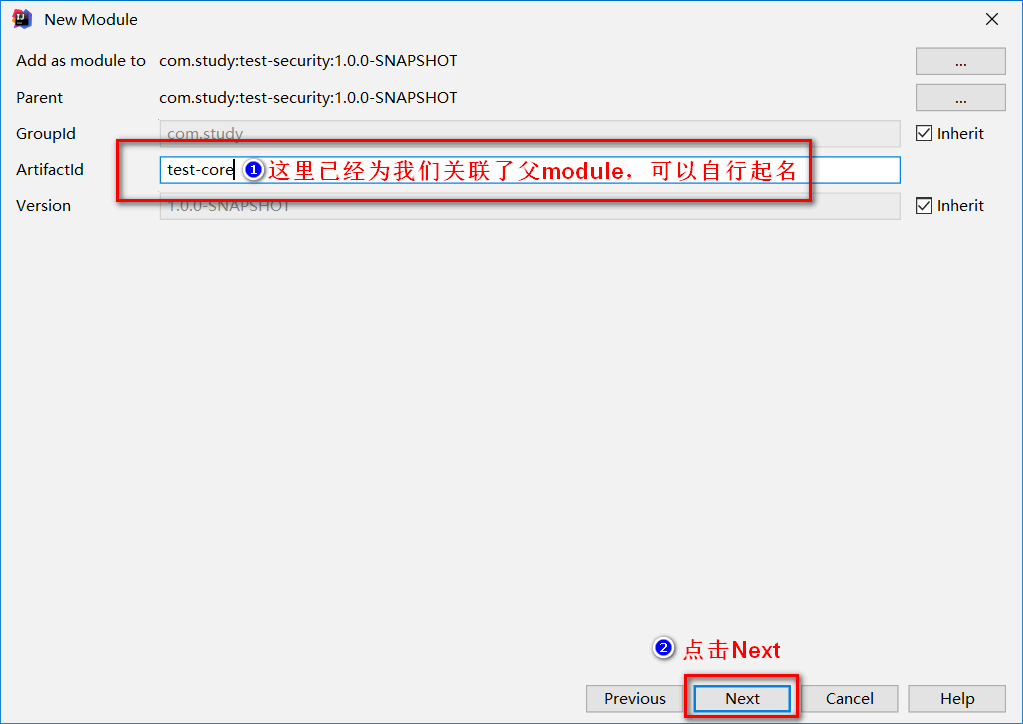 New Module
Add as module to com.study:test-security:1.0.0-SNAPSHOT ...
Parent com.study:test-security:1.0.0-SNAPSHOT ...
GroupId com.study Inherit
ArtifactId test-core 1 这里已经为我们关联了父module，可以自行起名
Version 1.0.0-SNAPSHOT Inherit
2 点击Next
Previous Next Cancel Help